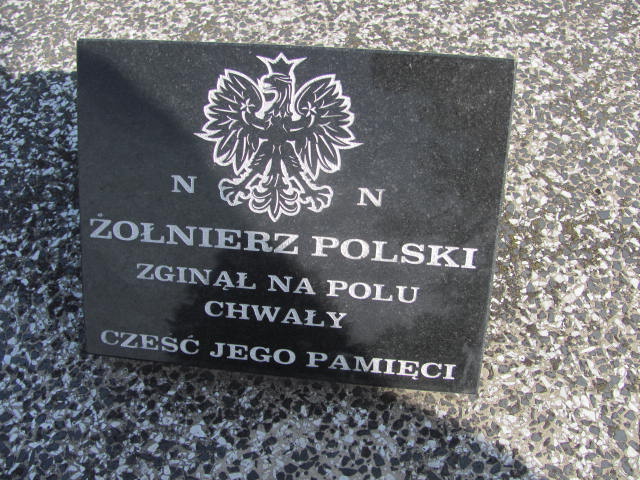 N N
ŻOŁNIERZ POLSKI
ZGINĄŁ NA POLU
CHWAŁY
CZEŚĆ JEGO PAMIĘCI